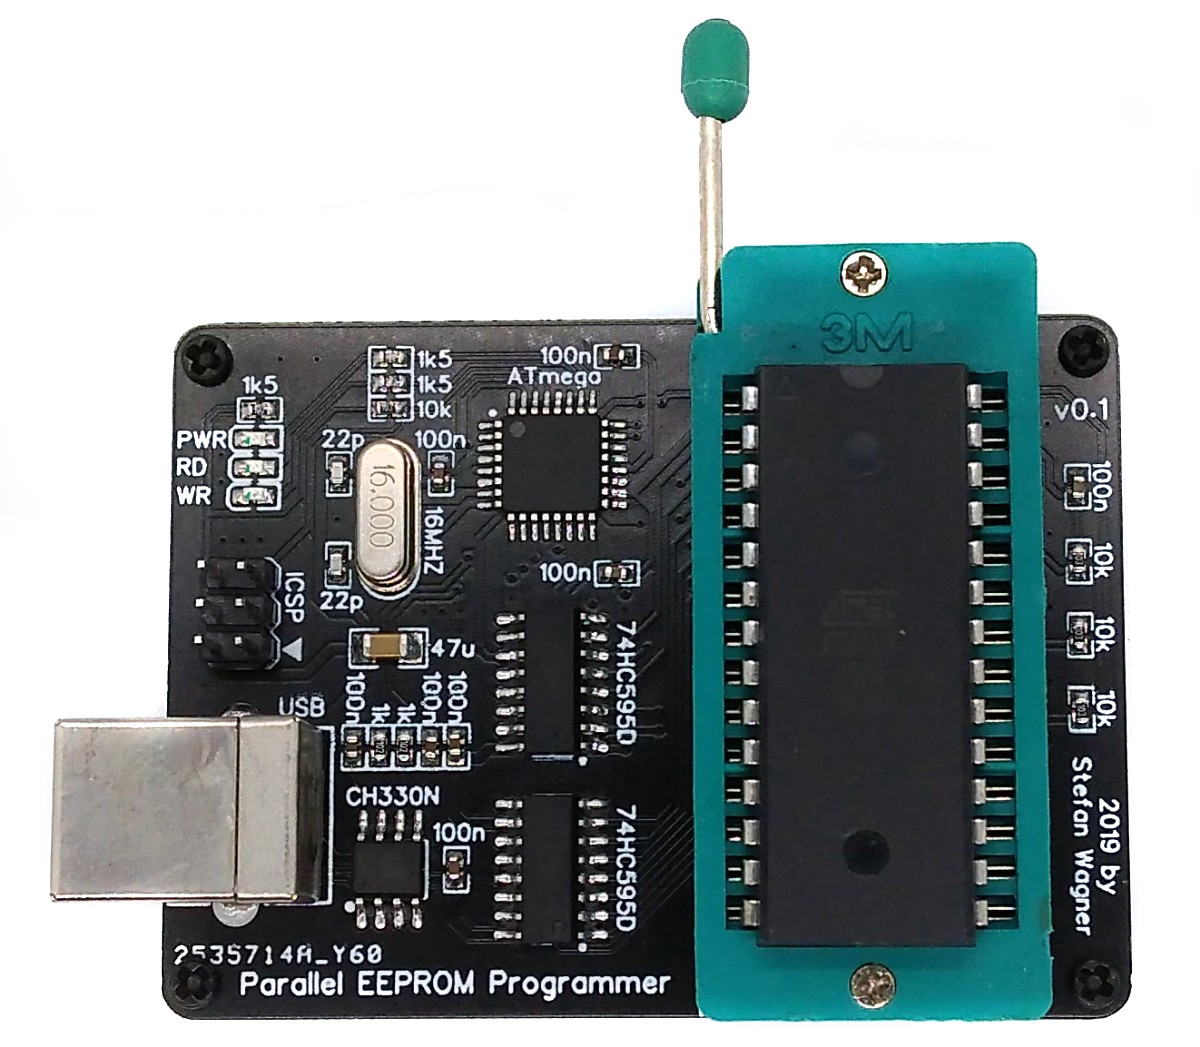 3M
1k5
1k5
10k
100n
ATmega
1k5
PWR
RD
WR
22p
100n
16.000
16MHZ
22p
100n
v0.1
100n
10k
10k
10k
ICSP
47u
74HC595D
USB
100n
1k
1k
100n
100n
CH330N
100n
74HC595D
2019 by
Stefan Wagner
2535714A_Y60
Parallel EEPROM Programmer